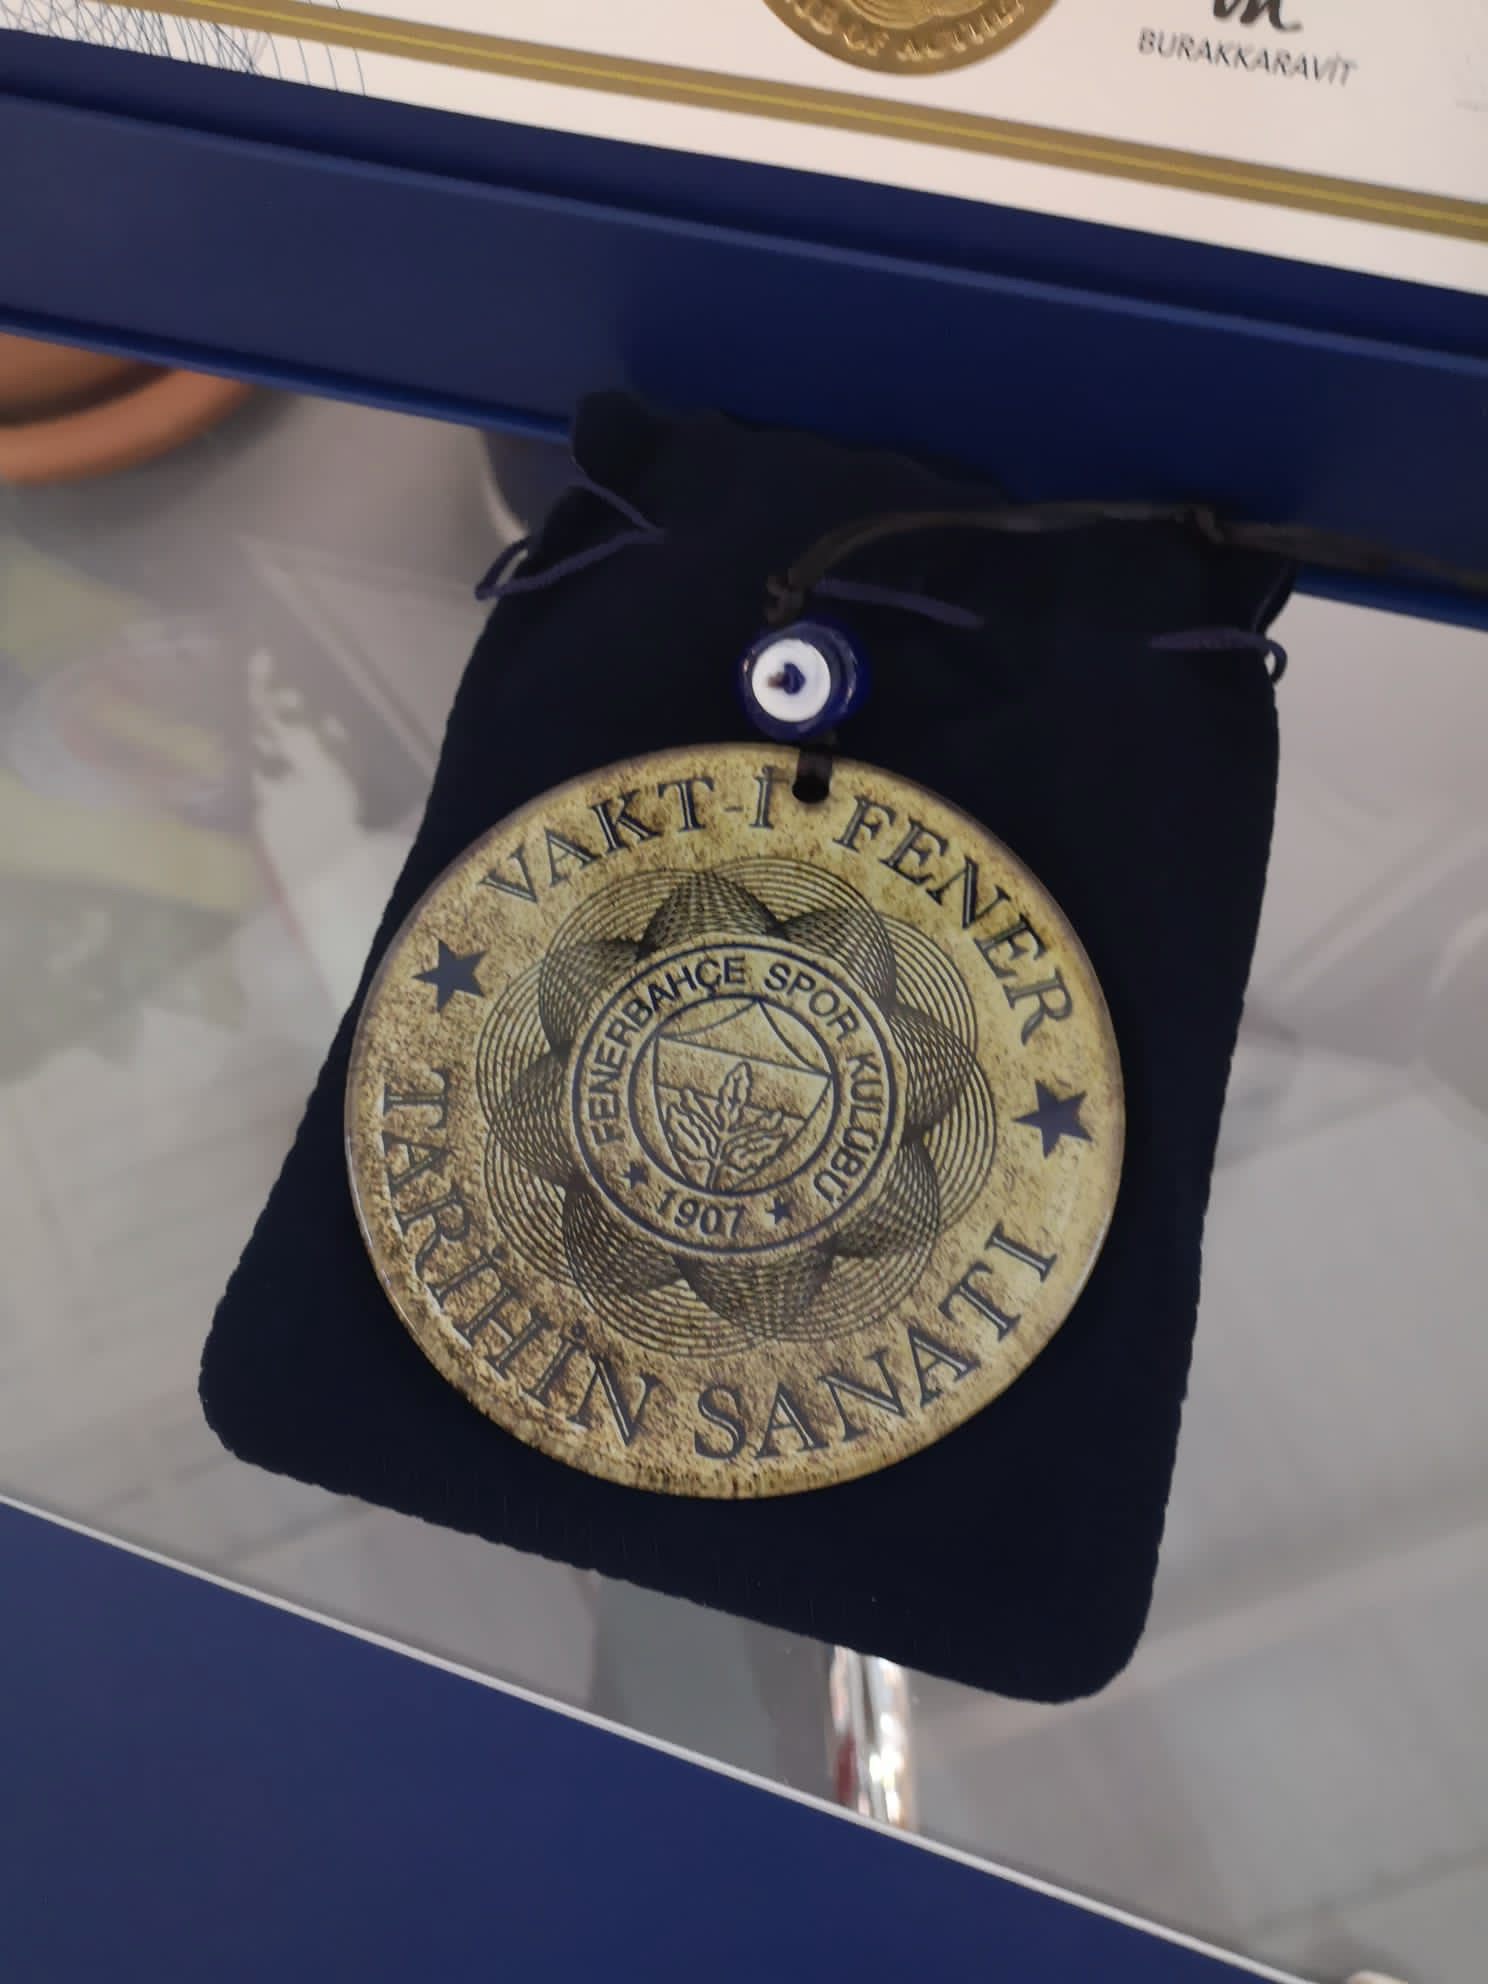 BURAKKARAVİT
VAKT-İ FENER
FENERBAHÇE SPOR KULÜBÜ
★ 1907 ★
TARİHİN SANATI